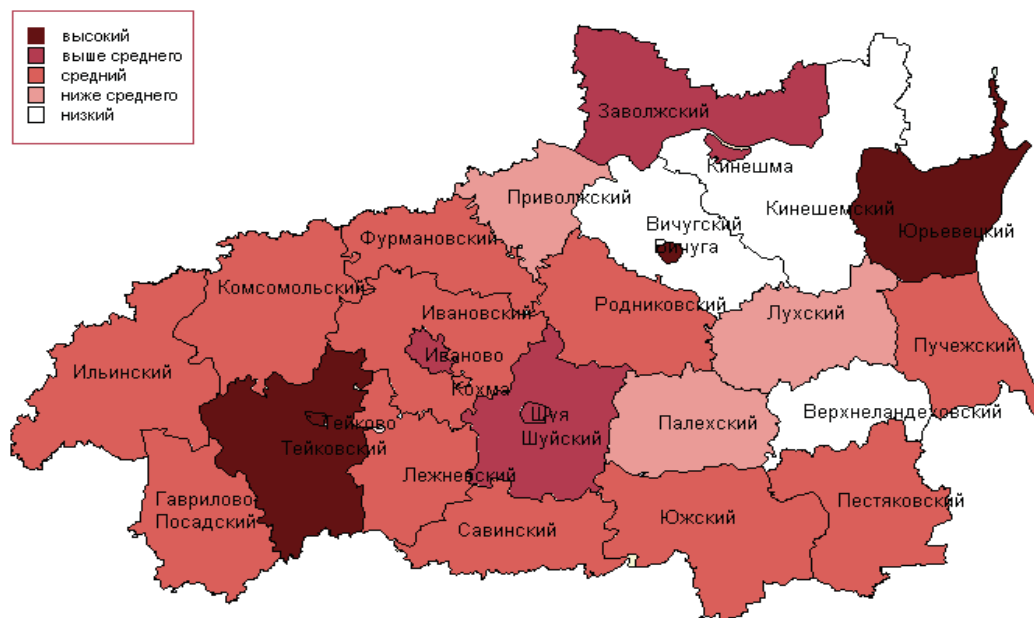 высокий
выше среднего
средний
ниже среднего
низкий
Заволжский
Кинешма
Приволжский
Кинешемский
Вичугский
Вичуга
Юрьевецкий
Фурмановский
Комсомольский
Родниковский
Ивановский
Лухский
Пучежский
Иваново
Ильинский
Кохма
Верхнеландеховский
Шуя
Тейково
Палехский
Шуйский
Тейковский
Лежневский
Гаврилово-
Посадский
Пестяковский
Южский
Савинский